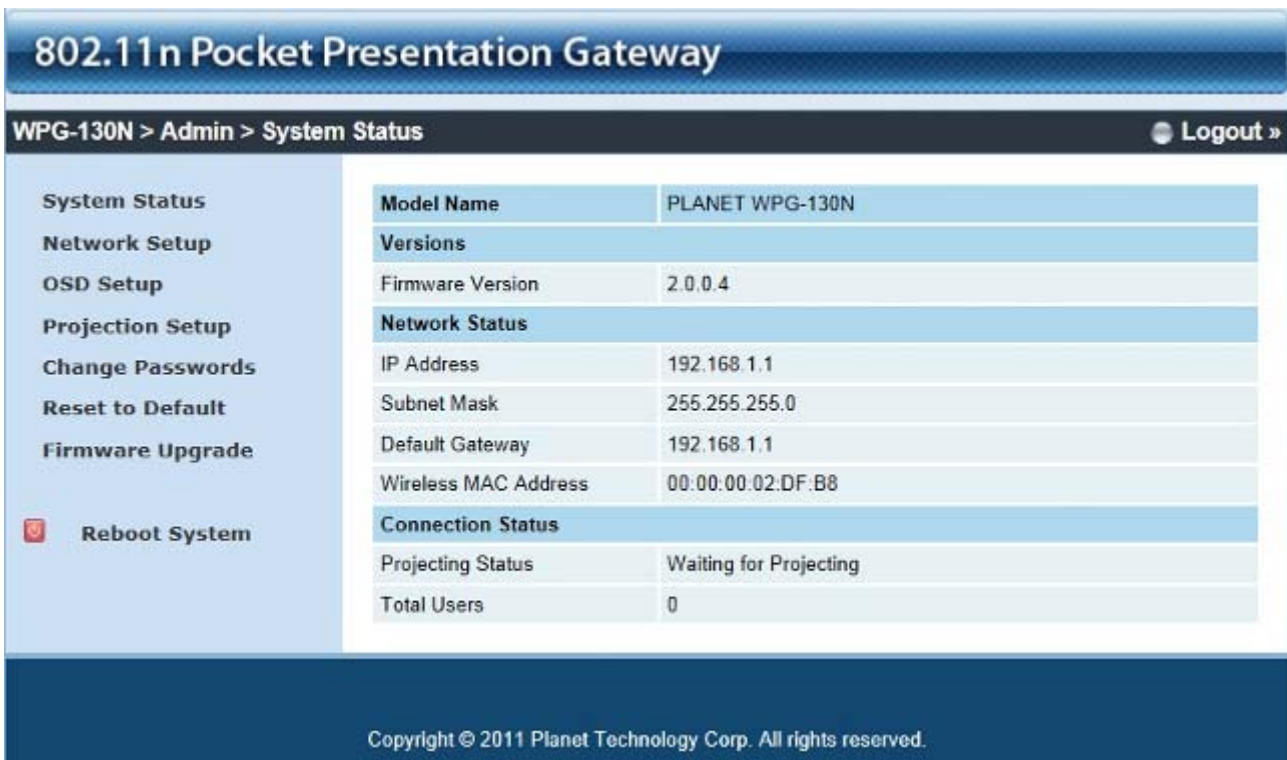 802.11n Pocket Presentation Gateway
WPG-130N > Admin > System Status
Logout »
System Status
Network Setup
OSD Setup
Projection Setup
Change Passwords
Reset to Default
Firmware Upgrade
Reboot System
Model Name PLANET WPG-130N
Versions
Firmware Version 2.0.0.4
Network Status
IP Address 192.168.1.1
Subnet Mask 255.255.255.0
Default Gateway 192.168.1.1
Wireless MAC Address 00:00:00:02:DF:B8
Connection Status
Projecting Status Waiting for Projecting
Total Users 0
Copyright © 2011 Planet Technology Corp. All rights reserved.